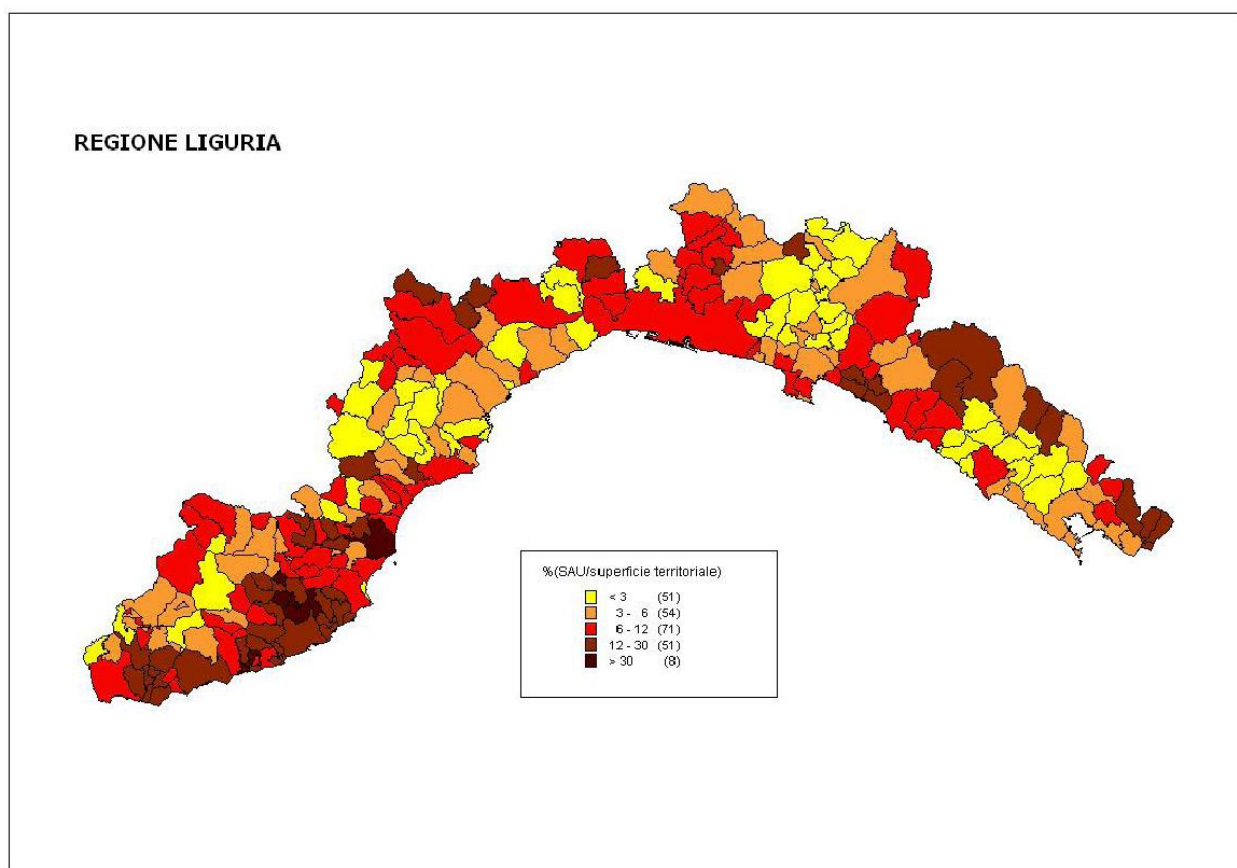 REGIONE LIGURIA
%(SAU/superficie territoriale)
< 3 (51)
3 - 6 (54)
6 - 12 (71)
12 - 30 (51)
> 30 (8)